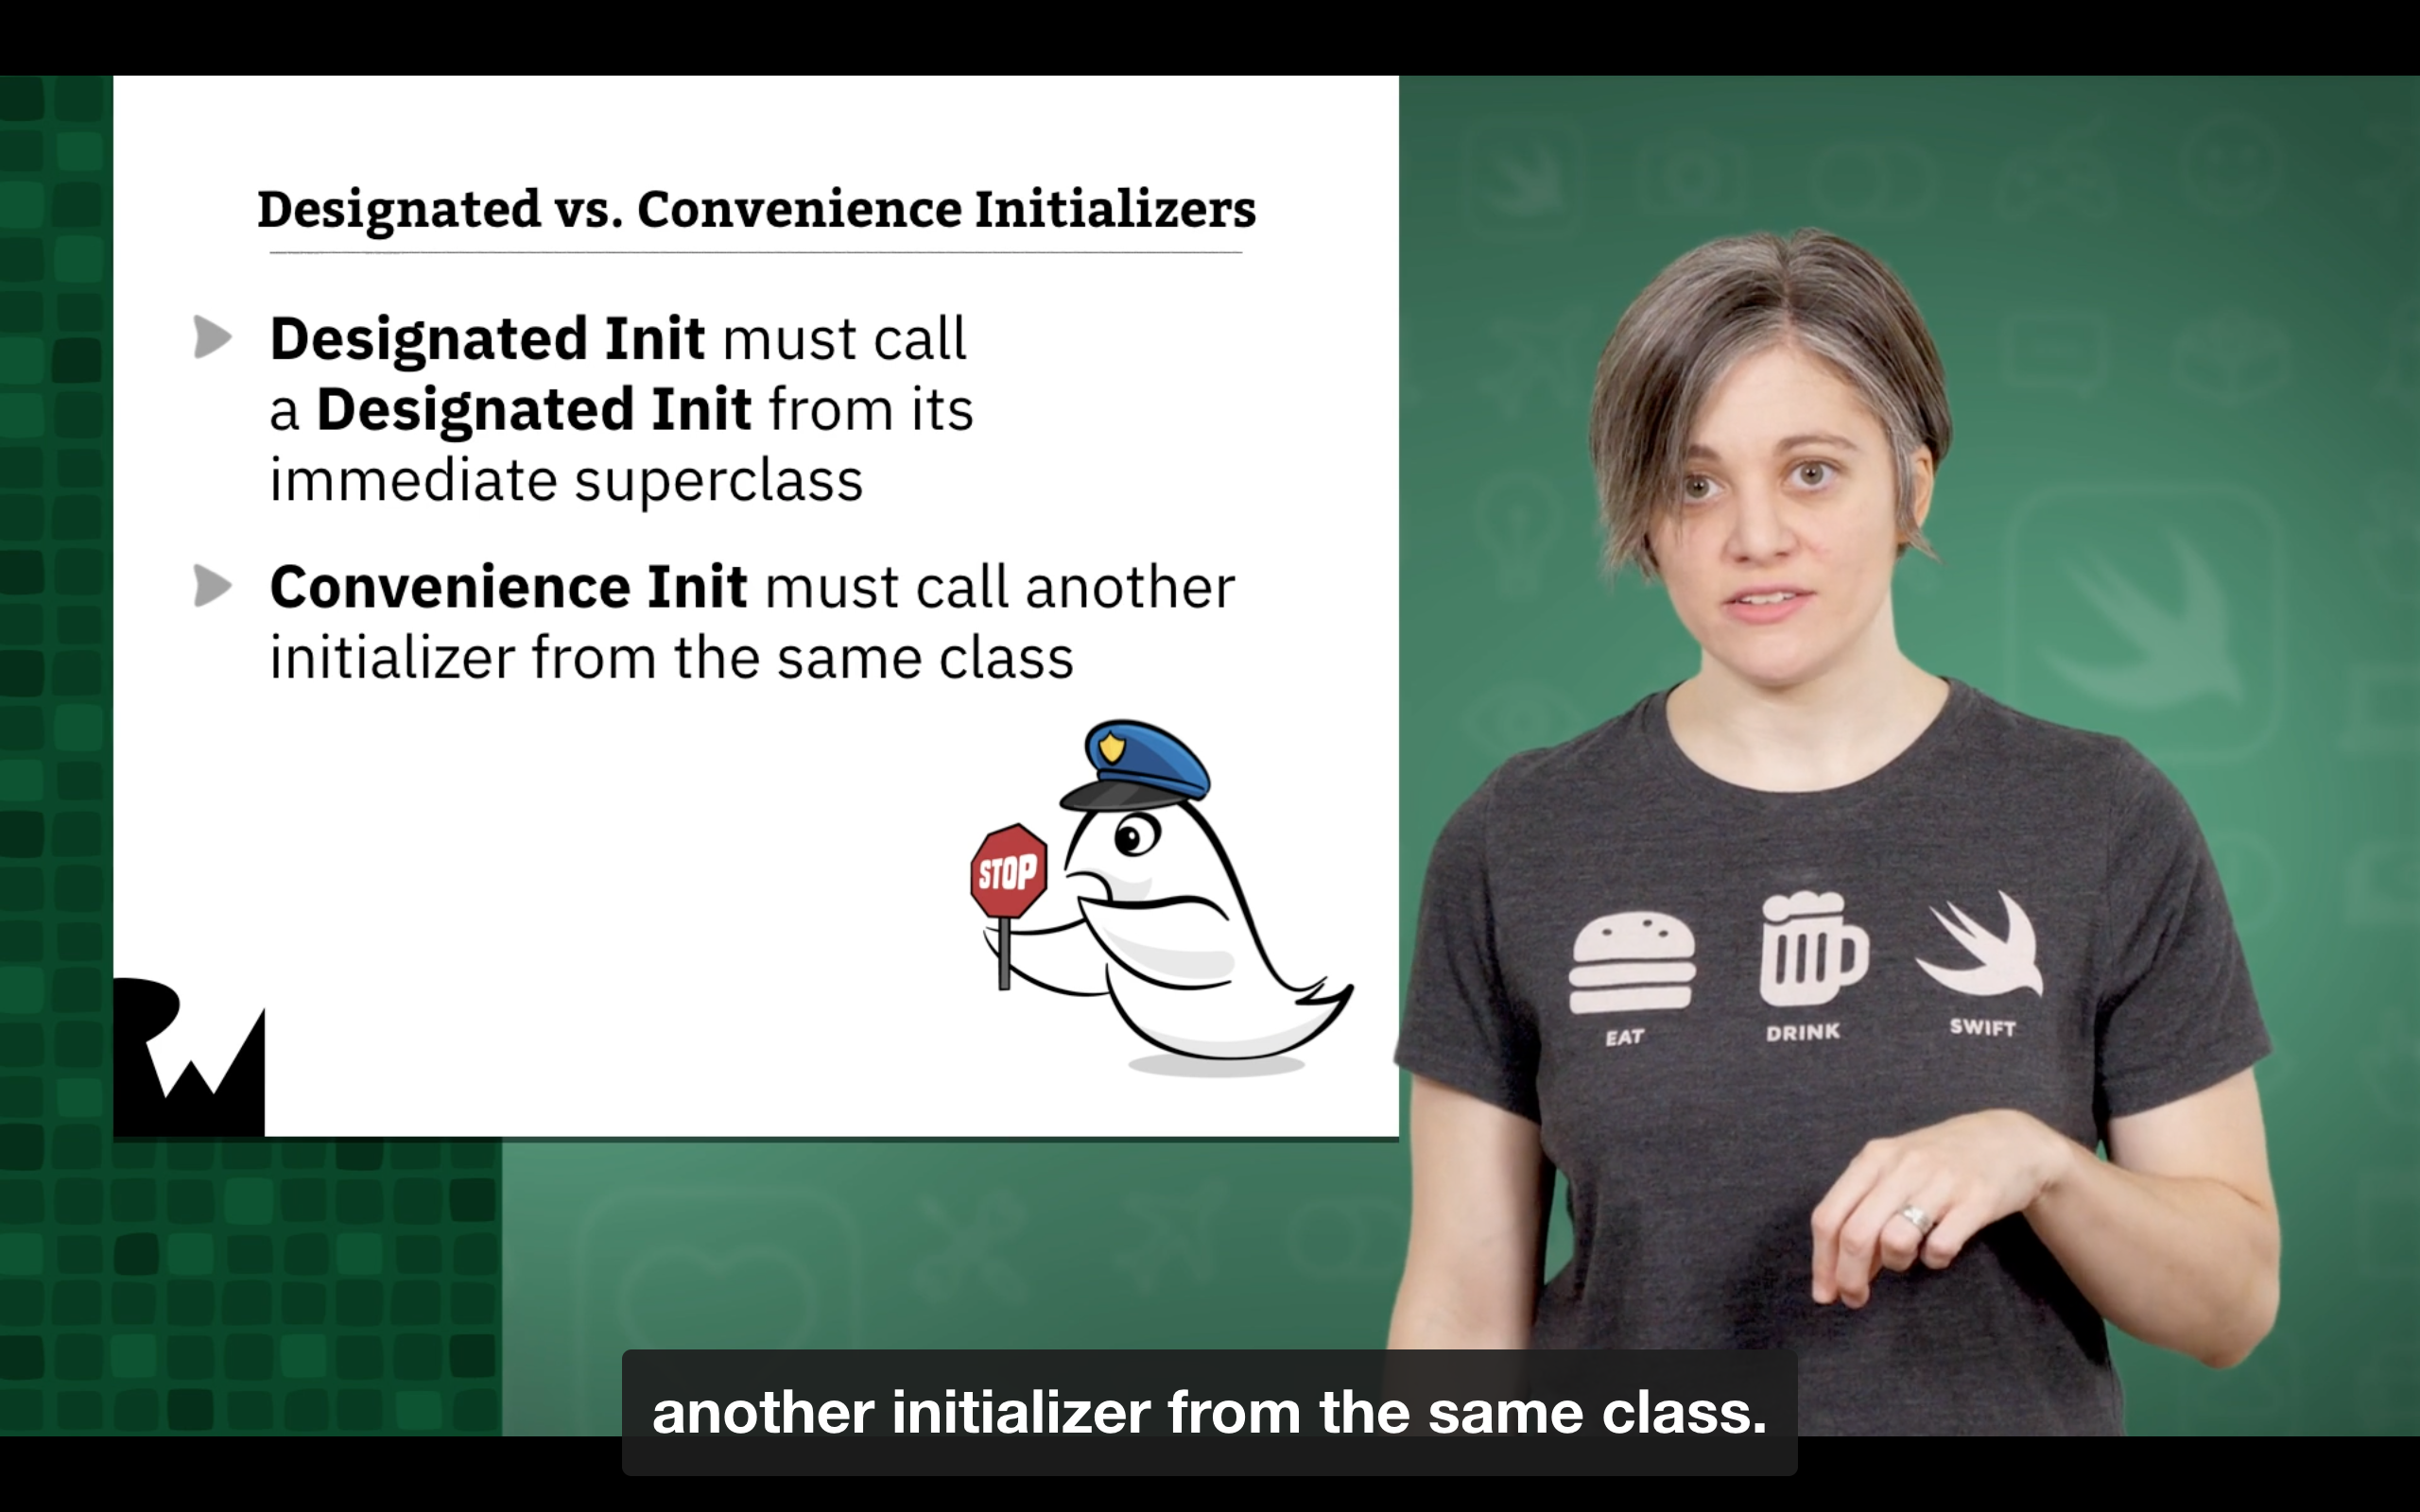 Designated vs. Convenience Initializers
Designated Init must call
a Designated Init from its
immediate superclass
Convenience Init must call another
initializer from the same class
STOP
RW
EAT
DRINK
SWIFT
another initializer from the same class.